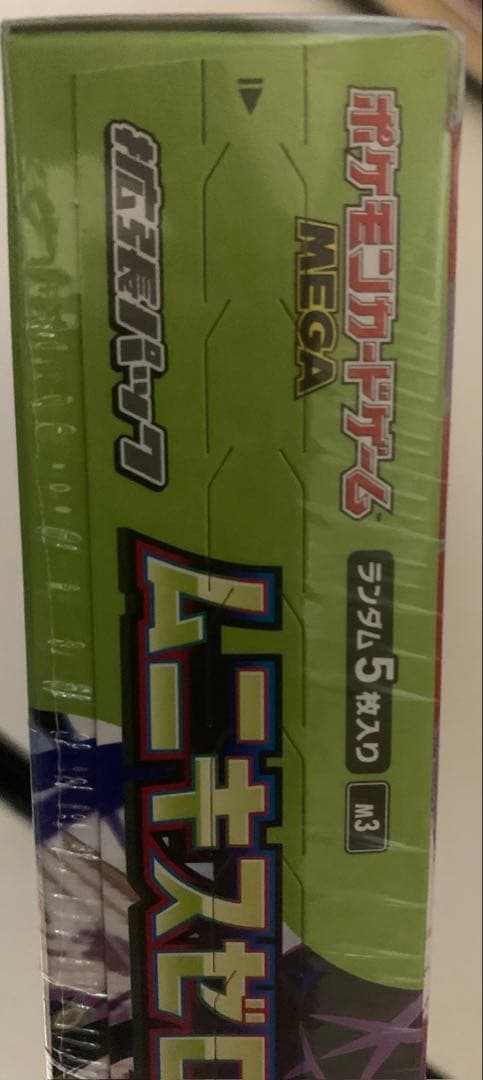 ポケモンカードゲーム
MEGA
ランダム5枚入り
M3
拡張パック
ムニキスゼロ